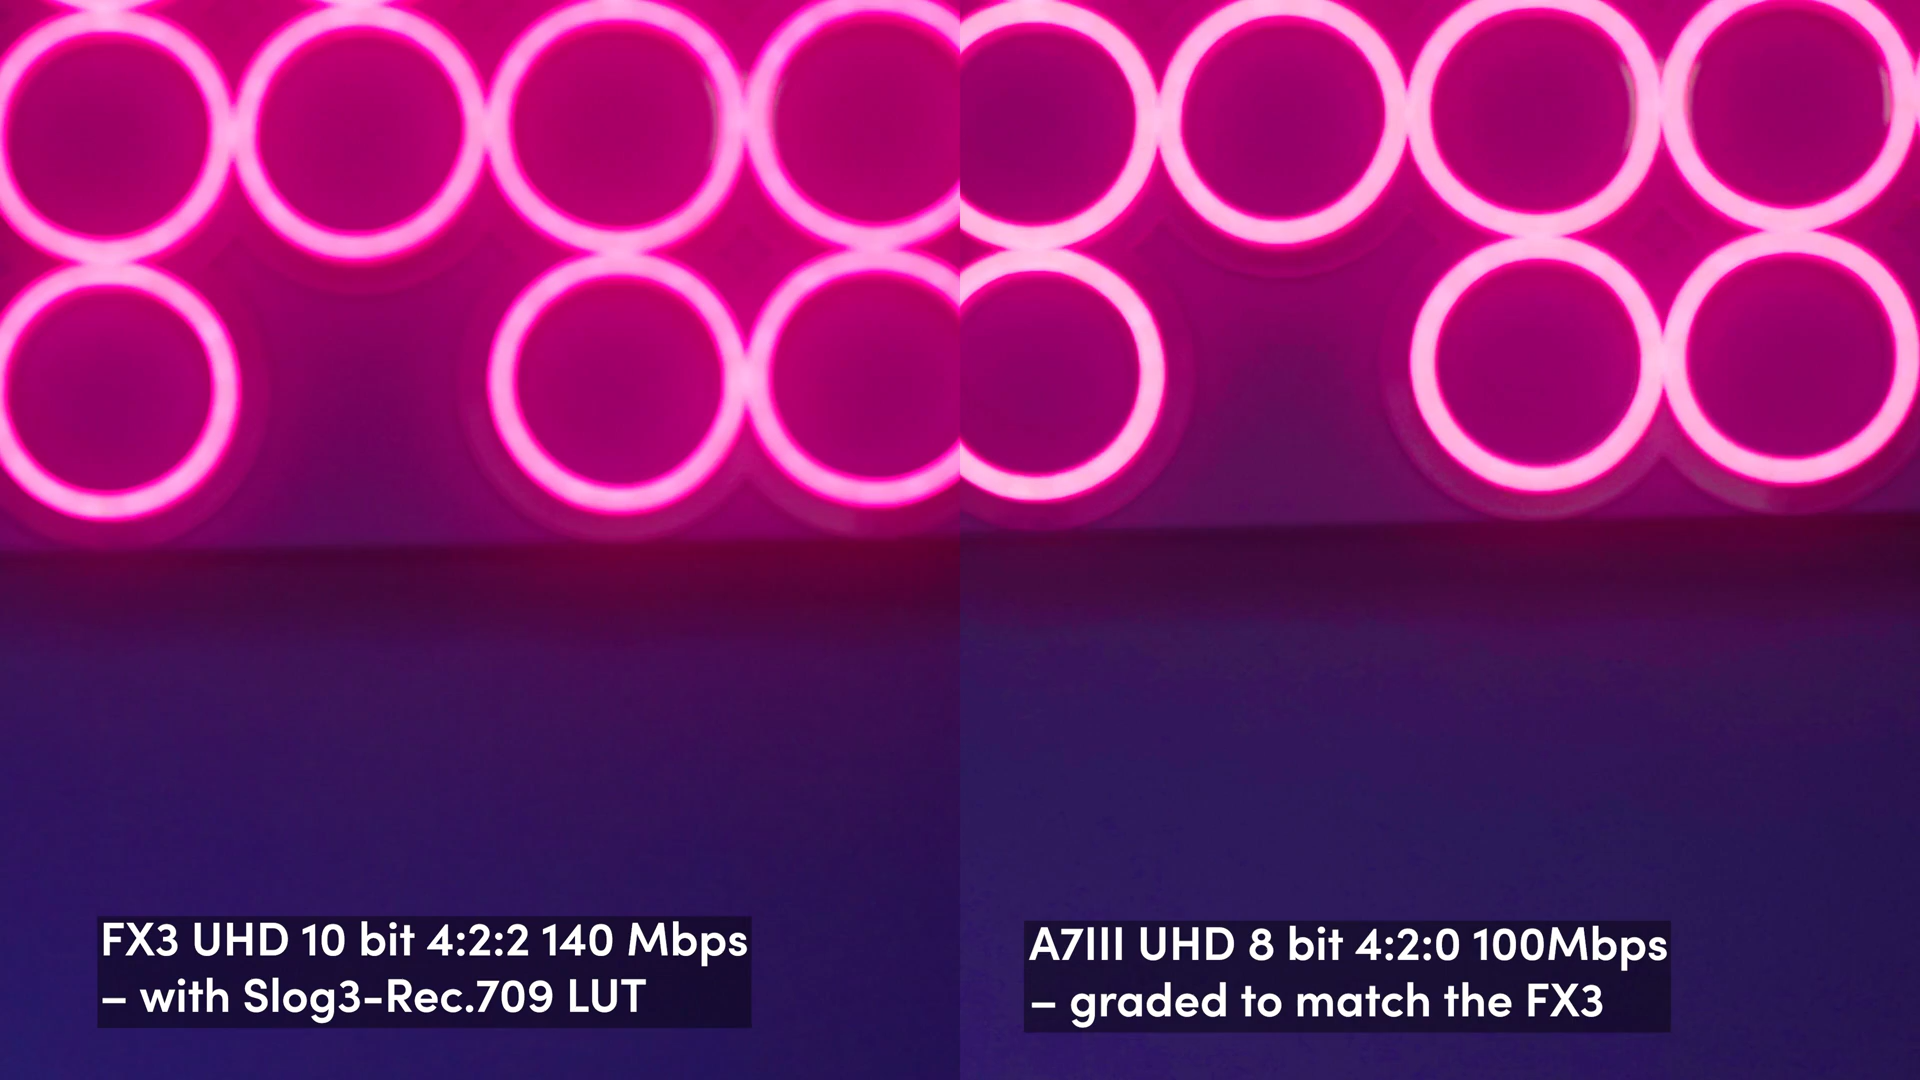 FX3 UHD 10 bit 4:2:2 140 Mbps
– with Slog3-Rec.709 LUT
A7III UHD 8 bit 4:2:0 100Mbps
– graded to match the FX3